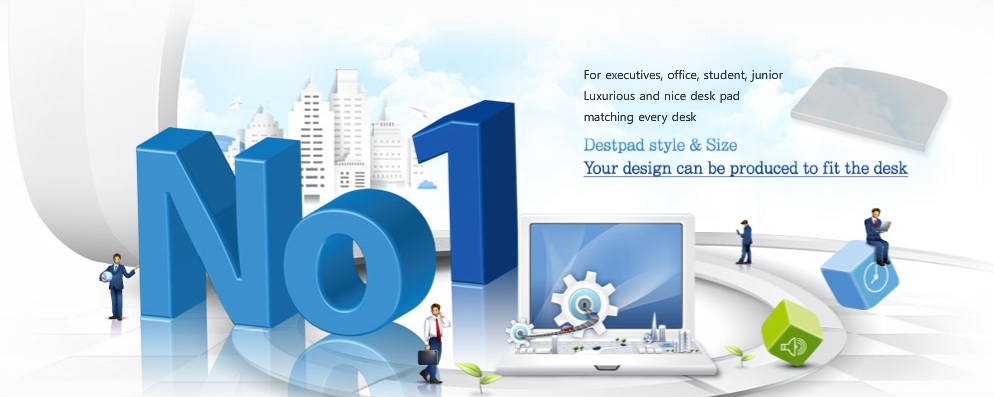 For executives, office, student, junior
Luxurious and nice desk pad
matching every desk
Destpad style & Size
Your design can be produced to fit the desk
No1